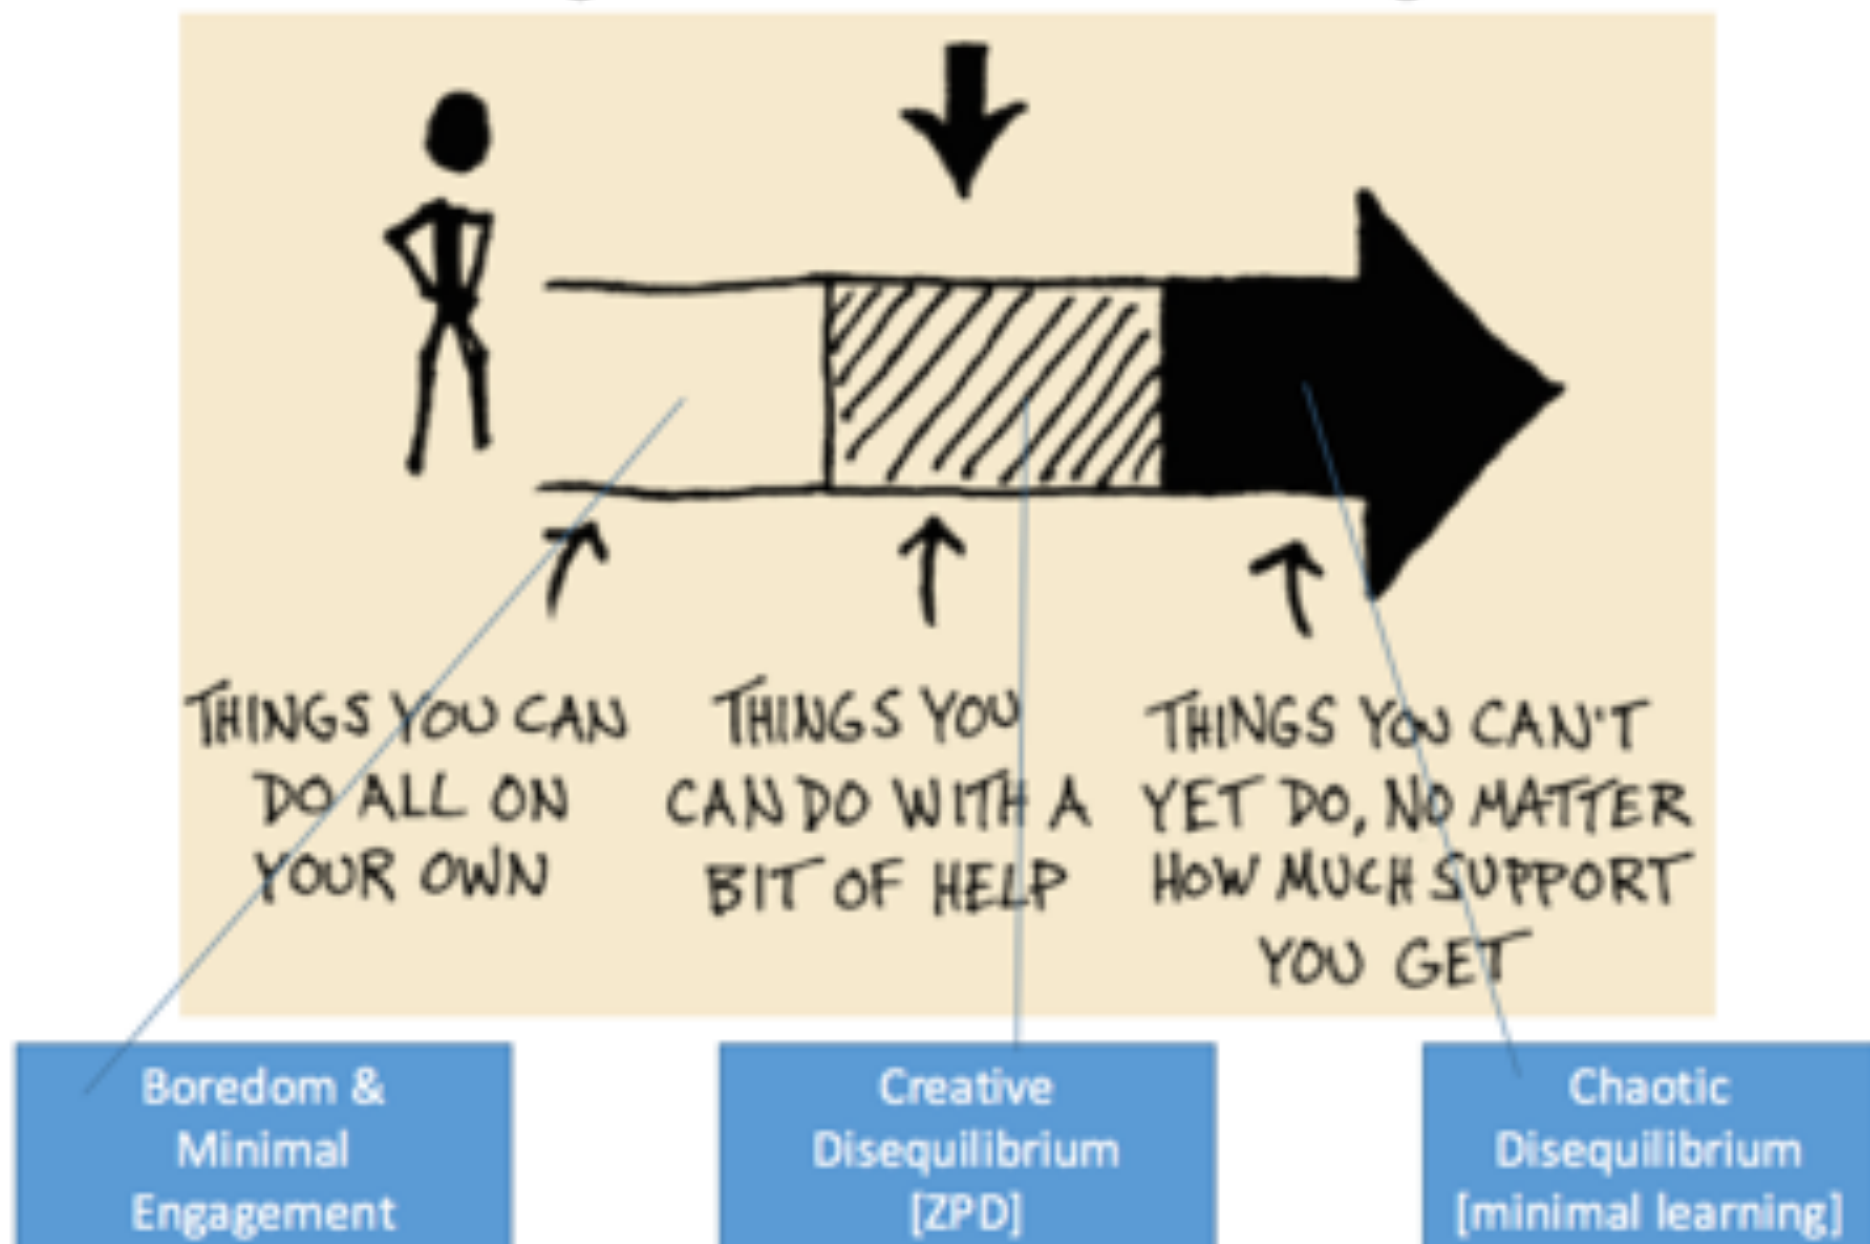 THINGS YOU CAN
DO ALL ON
YOUR OWN
THINGS YOU
CAN DO WITH A
BIT OF HELP
THINGS YOU CAN'T
YET DO, NO MATTER
HOW MUCH SUPPORT
YOU GET
Boredom &
Minimal
Engagement
Creative
Disequilibrium
[ZPD]
Chaotic
Disequilibrium
[minimal learning]